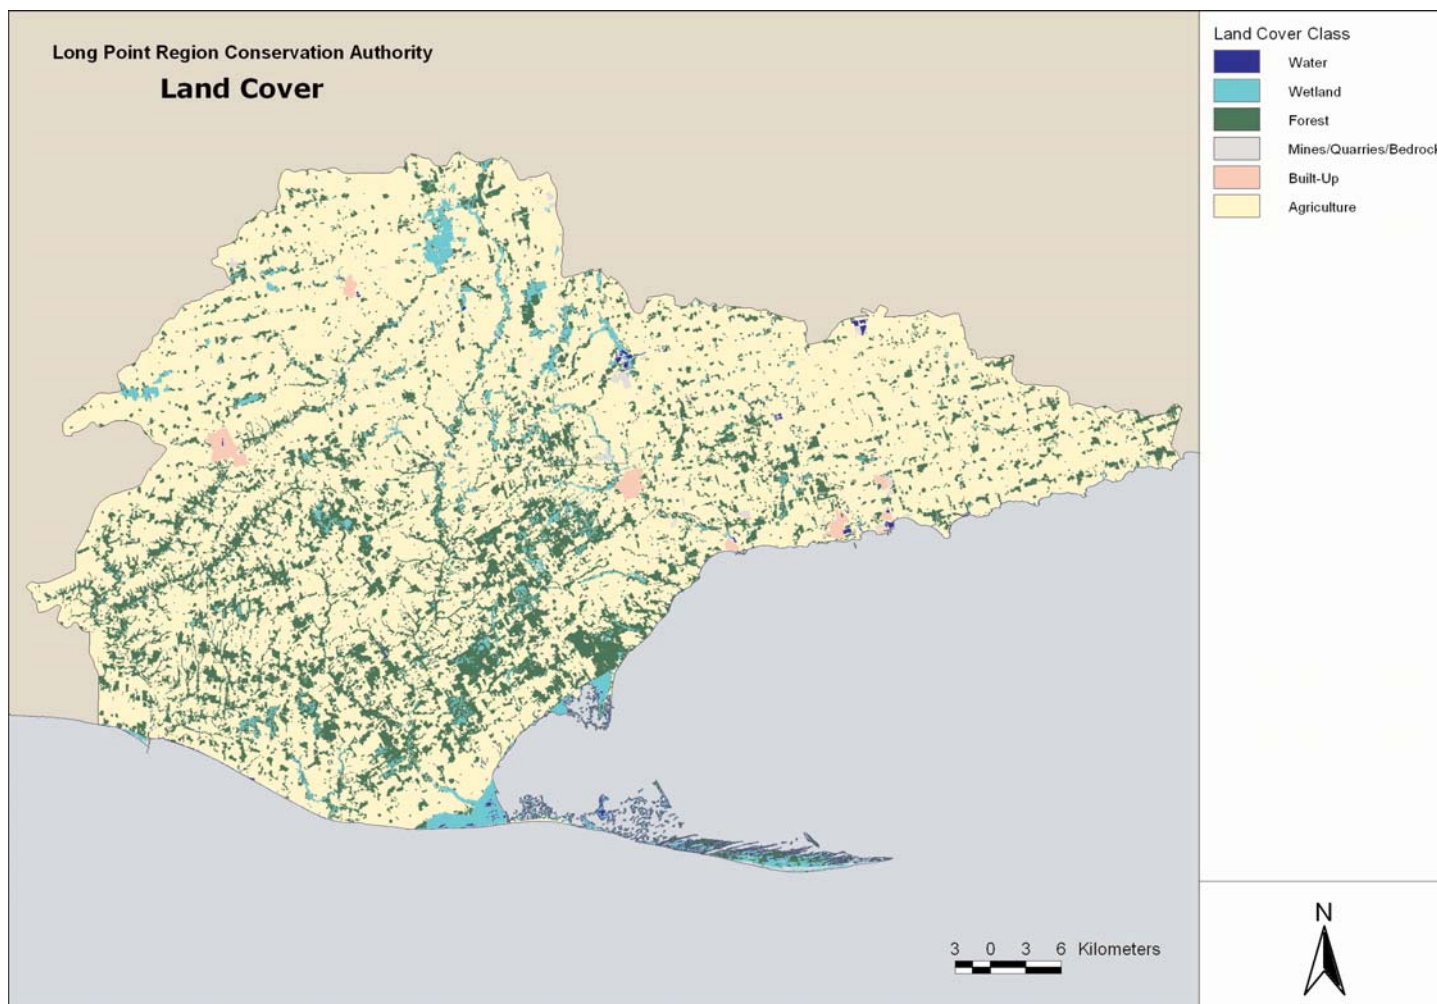 Long Point Region Conservation Authority
Land Cover
Land Cover Class
Water
Wetland
Forest
Mines/Quarries/Bedrock
Built-Up
Agriculture
3 0 3 6 Kilometers
N